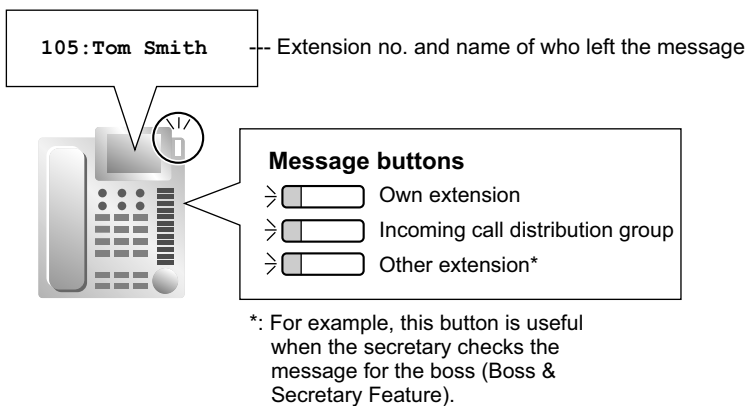 105:Tom Smith --- Extension no. and name of who left the message
Message buttons
Own extension
Incoming call distribution group
Other extension*
*: For example, this button is useful
when the secretary checks the
message for the boss (Boss &
Secretary Feature).